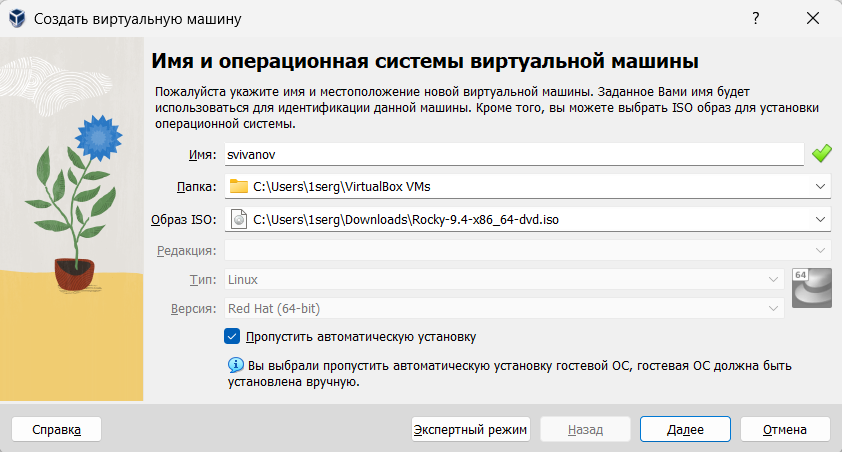 Создать виртуальную машину
?
Имя и операционная системы виртуальной машины
Пожалуйста укажите имя и местоположение новой виртуальной машины. Заданное Вами имя будет
использоваться для идентификации данной машины. Кроме того, вы можете выбрать ISO образ для установки
операционной системы.
Имя: svivanov
Папка: C:\Users\1serg\VirtualBox VMs
Образ ISO: C:\Users\1serg\Downloads\Rocky-9.4-x86_64-dvd.iso
Редакция:
Тип: Linux
64
Версия: Red Hat (64-bit)
Пропустить автоматическую установку
Вы выбрали пропустить автоматическую установку гостевой ОС, гостевая ОС должна быть
установлена вручную.
Справка Экспертный режим Назад Далее Отмена